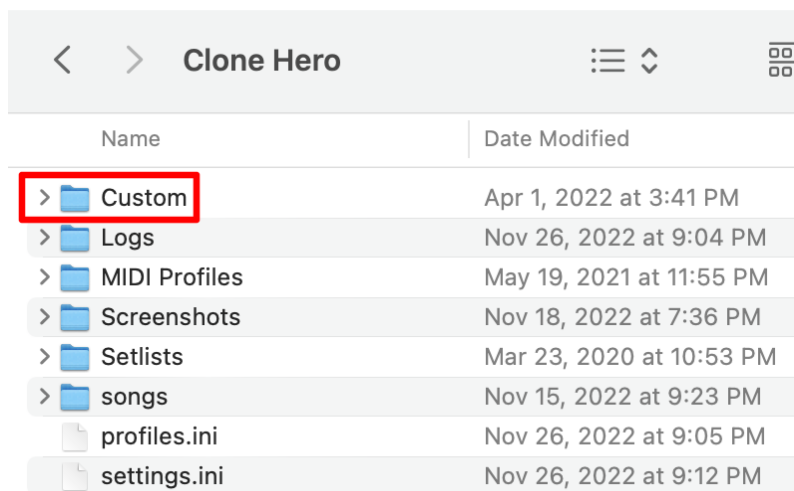 Clone Hero
Name Date Modified
Custom Apr 1, 2022 at 3:41 PM
Logs Nov 26, 2022 at 9:04 PM
MIDI Profiles May 19, 2021 at 11:55 PM
Screenshots Nov 18, 2022 at 7:36 PM
Setlists Mar 23, 2020 at 10:53 PM
songs Nov 15, 2022 at 9:23 PM
profiles.ini Nov 26, 2022 at 9:05 PM
settings.ini Nov 26, 2022 at 9:12 PM